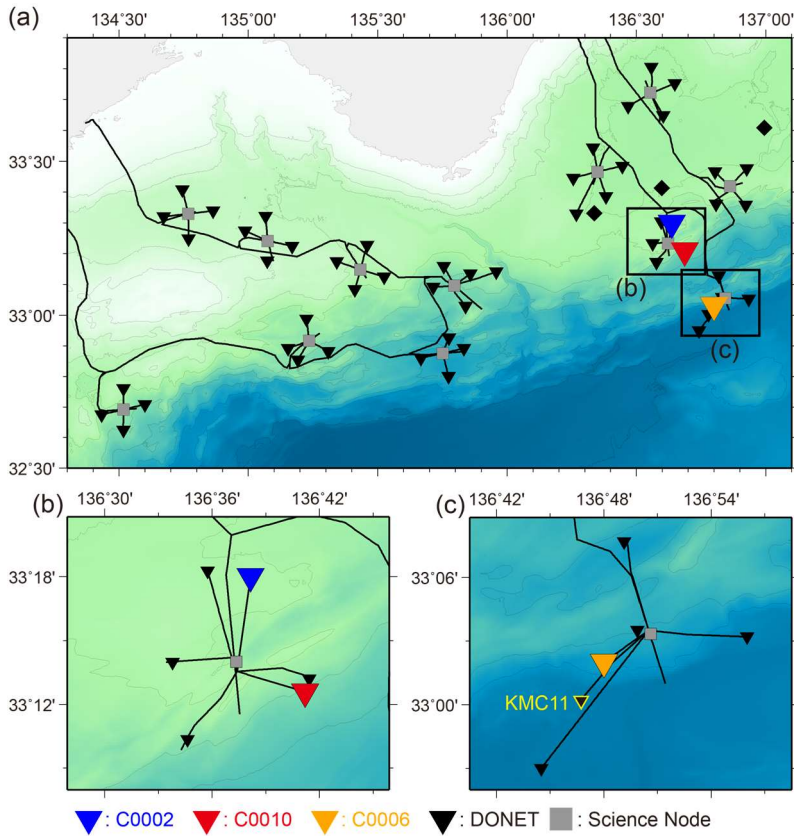 (a)
134°30' 135°00' 135°30' 136°00' 136°30' 137°00'
33°30'
33°00'
32°30'
(b)
(c)
(b)
136°30' 136°36' 136°42'
33°18'
33°12'
(c)
136°42' 136°48' 136°54'
33°06'
33°00'
KMC11
: C0002 : C0010 : C0006 : DONET : Science Node